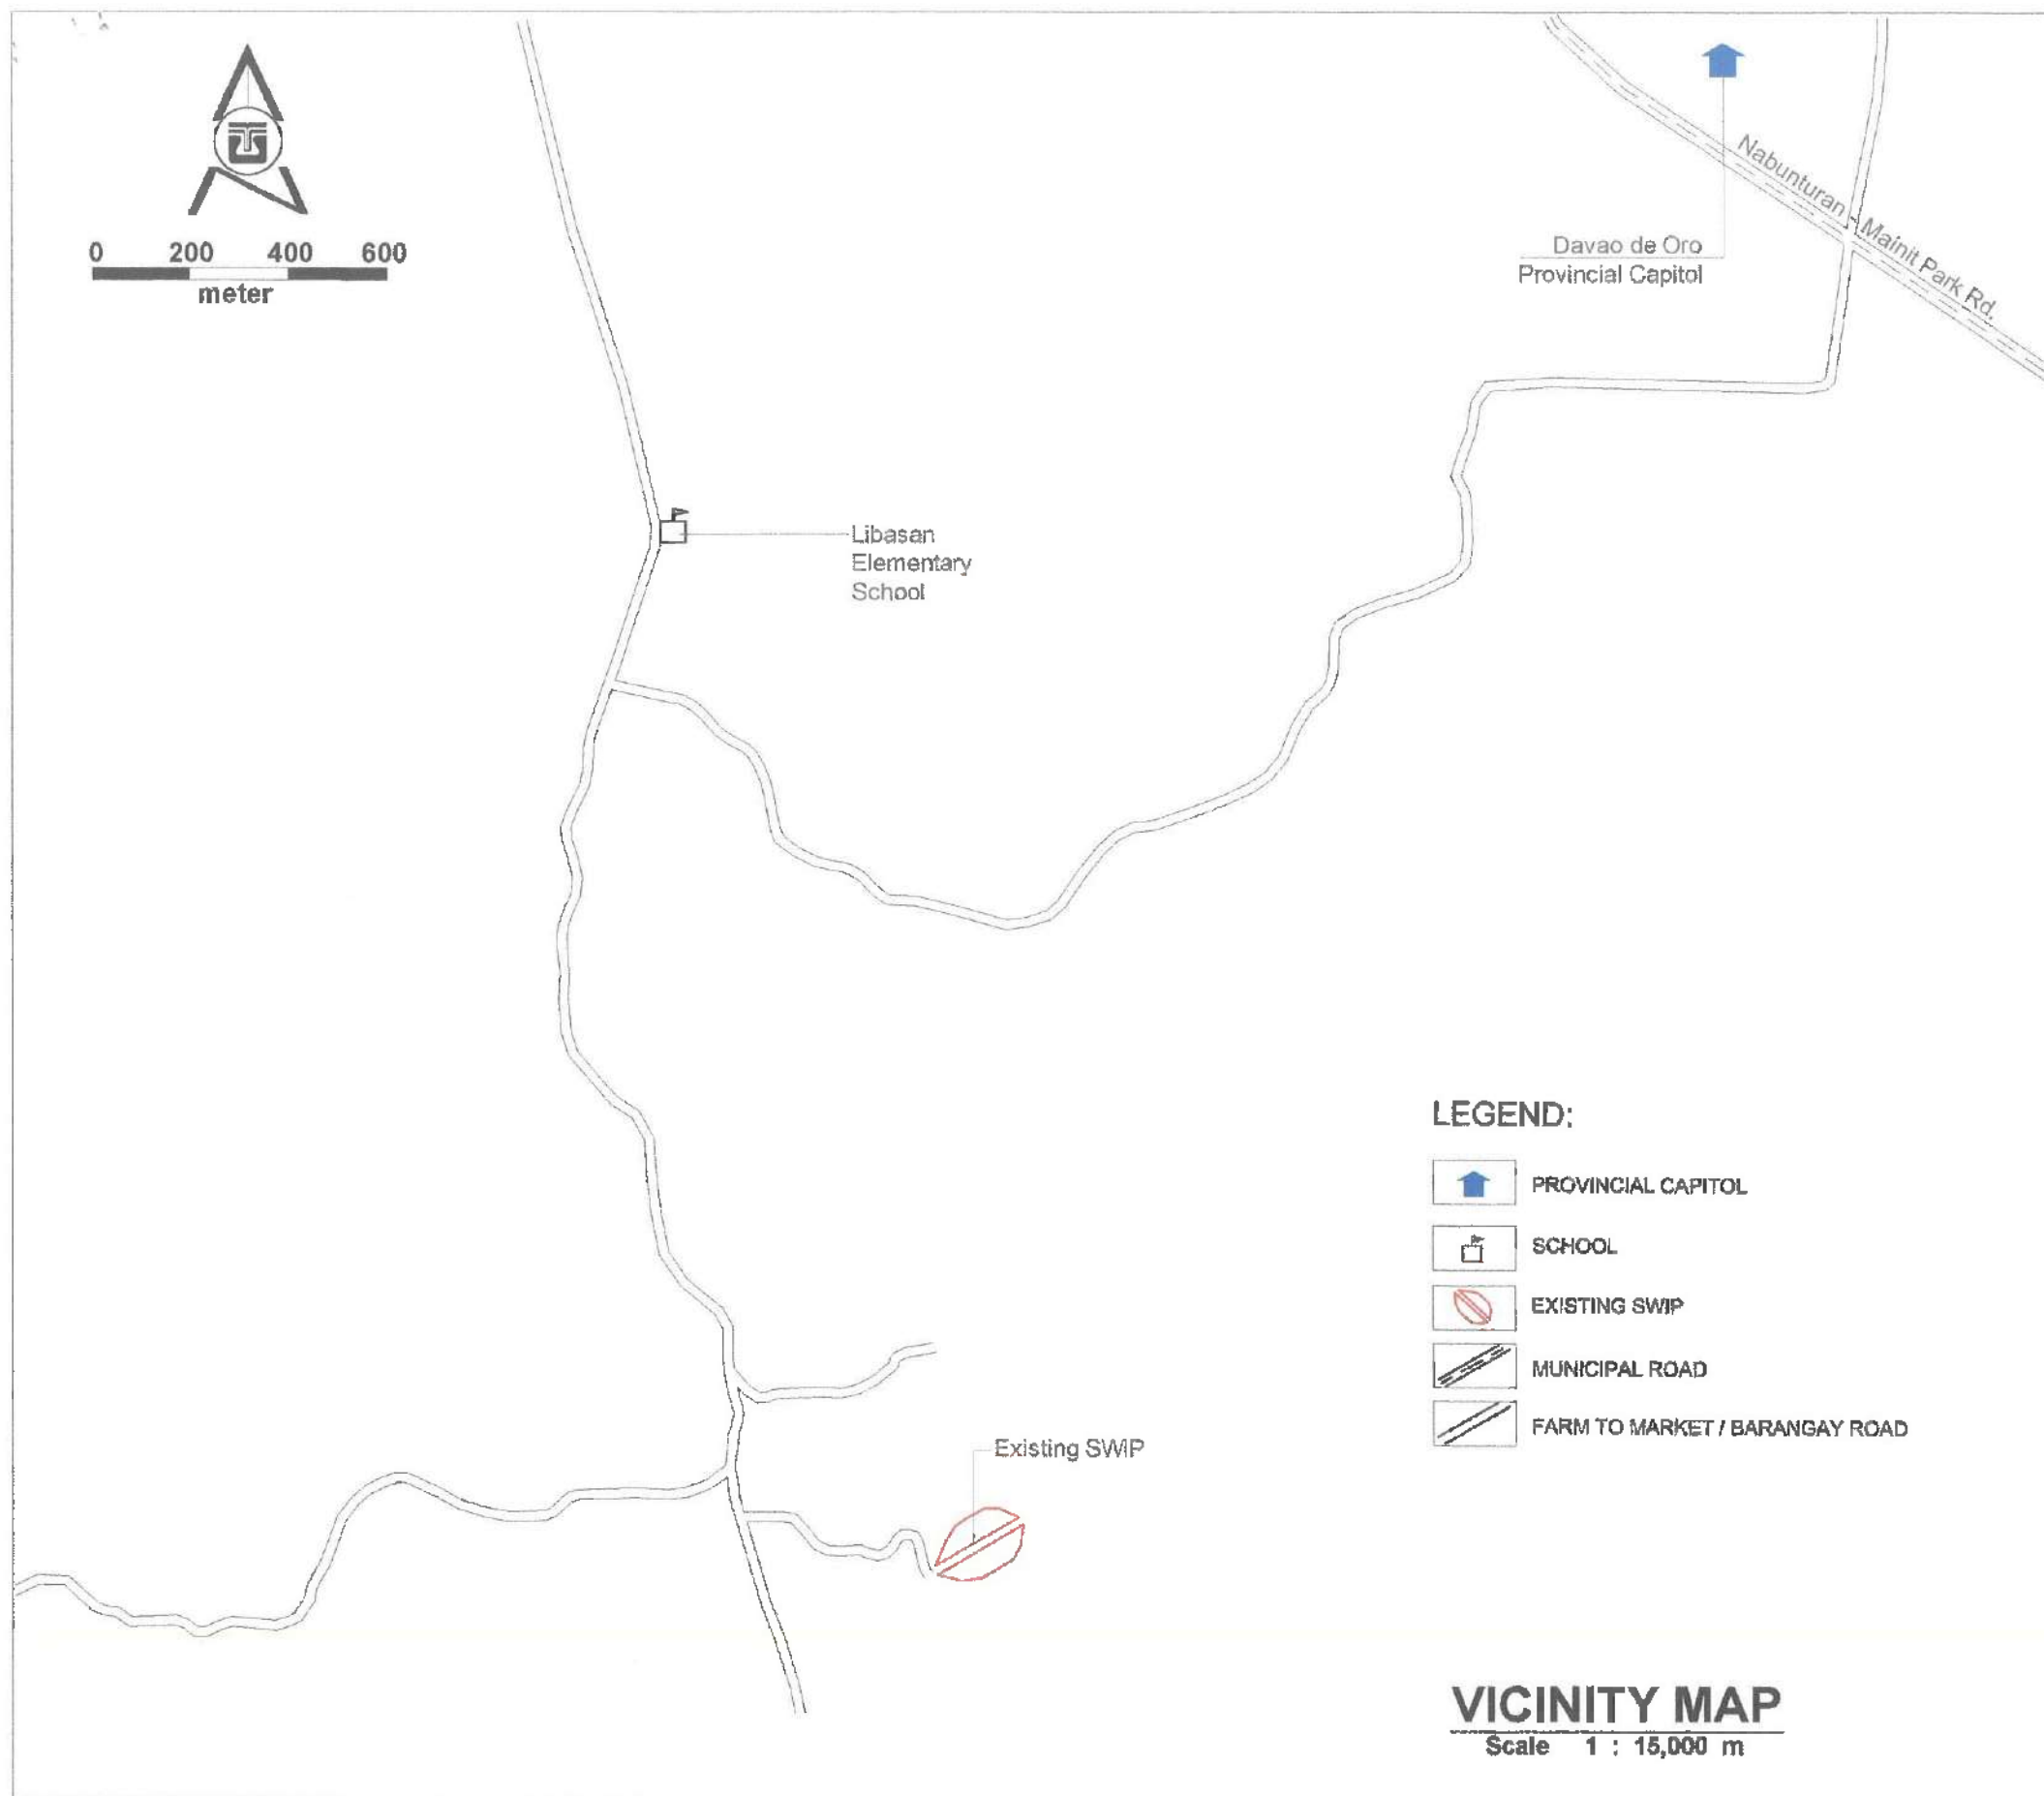 0 200 400 600
meter
Nabunturan - Mainit Park Rd.
Davao de Oro
Provincial Capitol
Libasan
Elementary
School
Existing SWIP
LEGEND:
PROVINCIAL CAPITOL
SCHOOL
EXISTING SWIP
MUNICIPAL ROAD
FARM TO MARKET / BARANGAY ROAD
VICINITY MAP
Scale 1 : 15,000 m